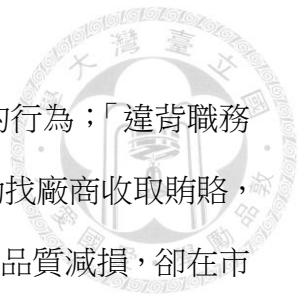 的行為；「違背職務
找廠商收取賄賂，
品質減損，卻在市